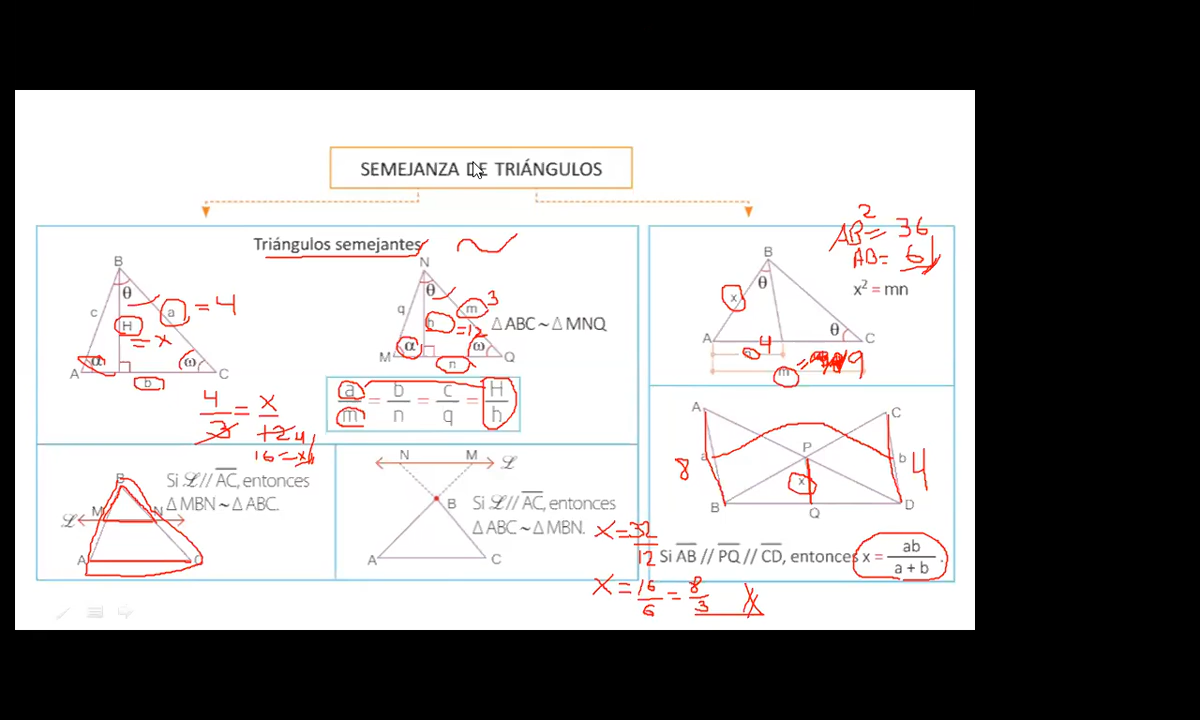 SEMEJANZA DE TRIÁNGULOS
Triángulos semejantes ~
B
θ
c
a = 4
H = x
α
ω
A
b
C
N
θ
q
m 3
h = 12
α
ω
M
n
Q
△ABC ~ △MNQ
a/m = b/n = c/q = H/h
4/3 = x/12 4
16 = x
B
M
N
ℒ
A
C
Si ℒ // AC, entonces
△MBN ~ △ABC.
N
M
ℒ
B
A
C
Si ℒ // AC, entonces
△ABC ~ △MBN.
AB² = 36
AB = 6
x² = mn
B
θ
x
θ
A
C
n 4
m = 9
A
C
P
8
a
x
b
4
B
Q
D
Si AB // PQ // CD, entonces x = ab/(a + b)
x = 32/12
x = 16/6 = 8/3